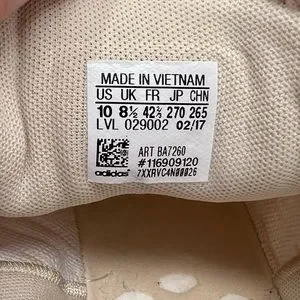 MADE IN VIETNAM
US UK FR JP CHN
10 8½ 42⅔ 270 265
LVL 029002 02/17
ART BA7260
#116909120
adidas 7XXRVC4N00026